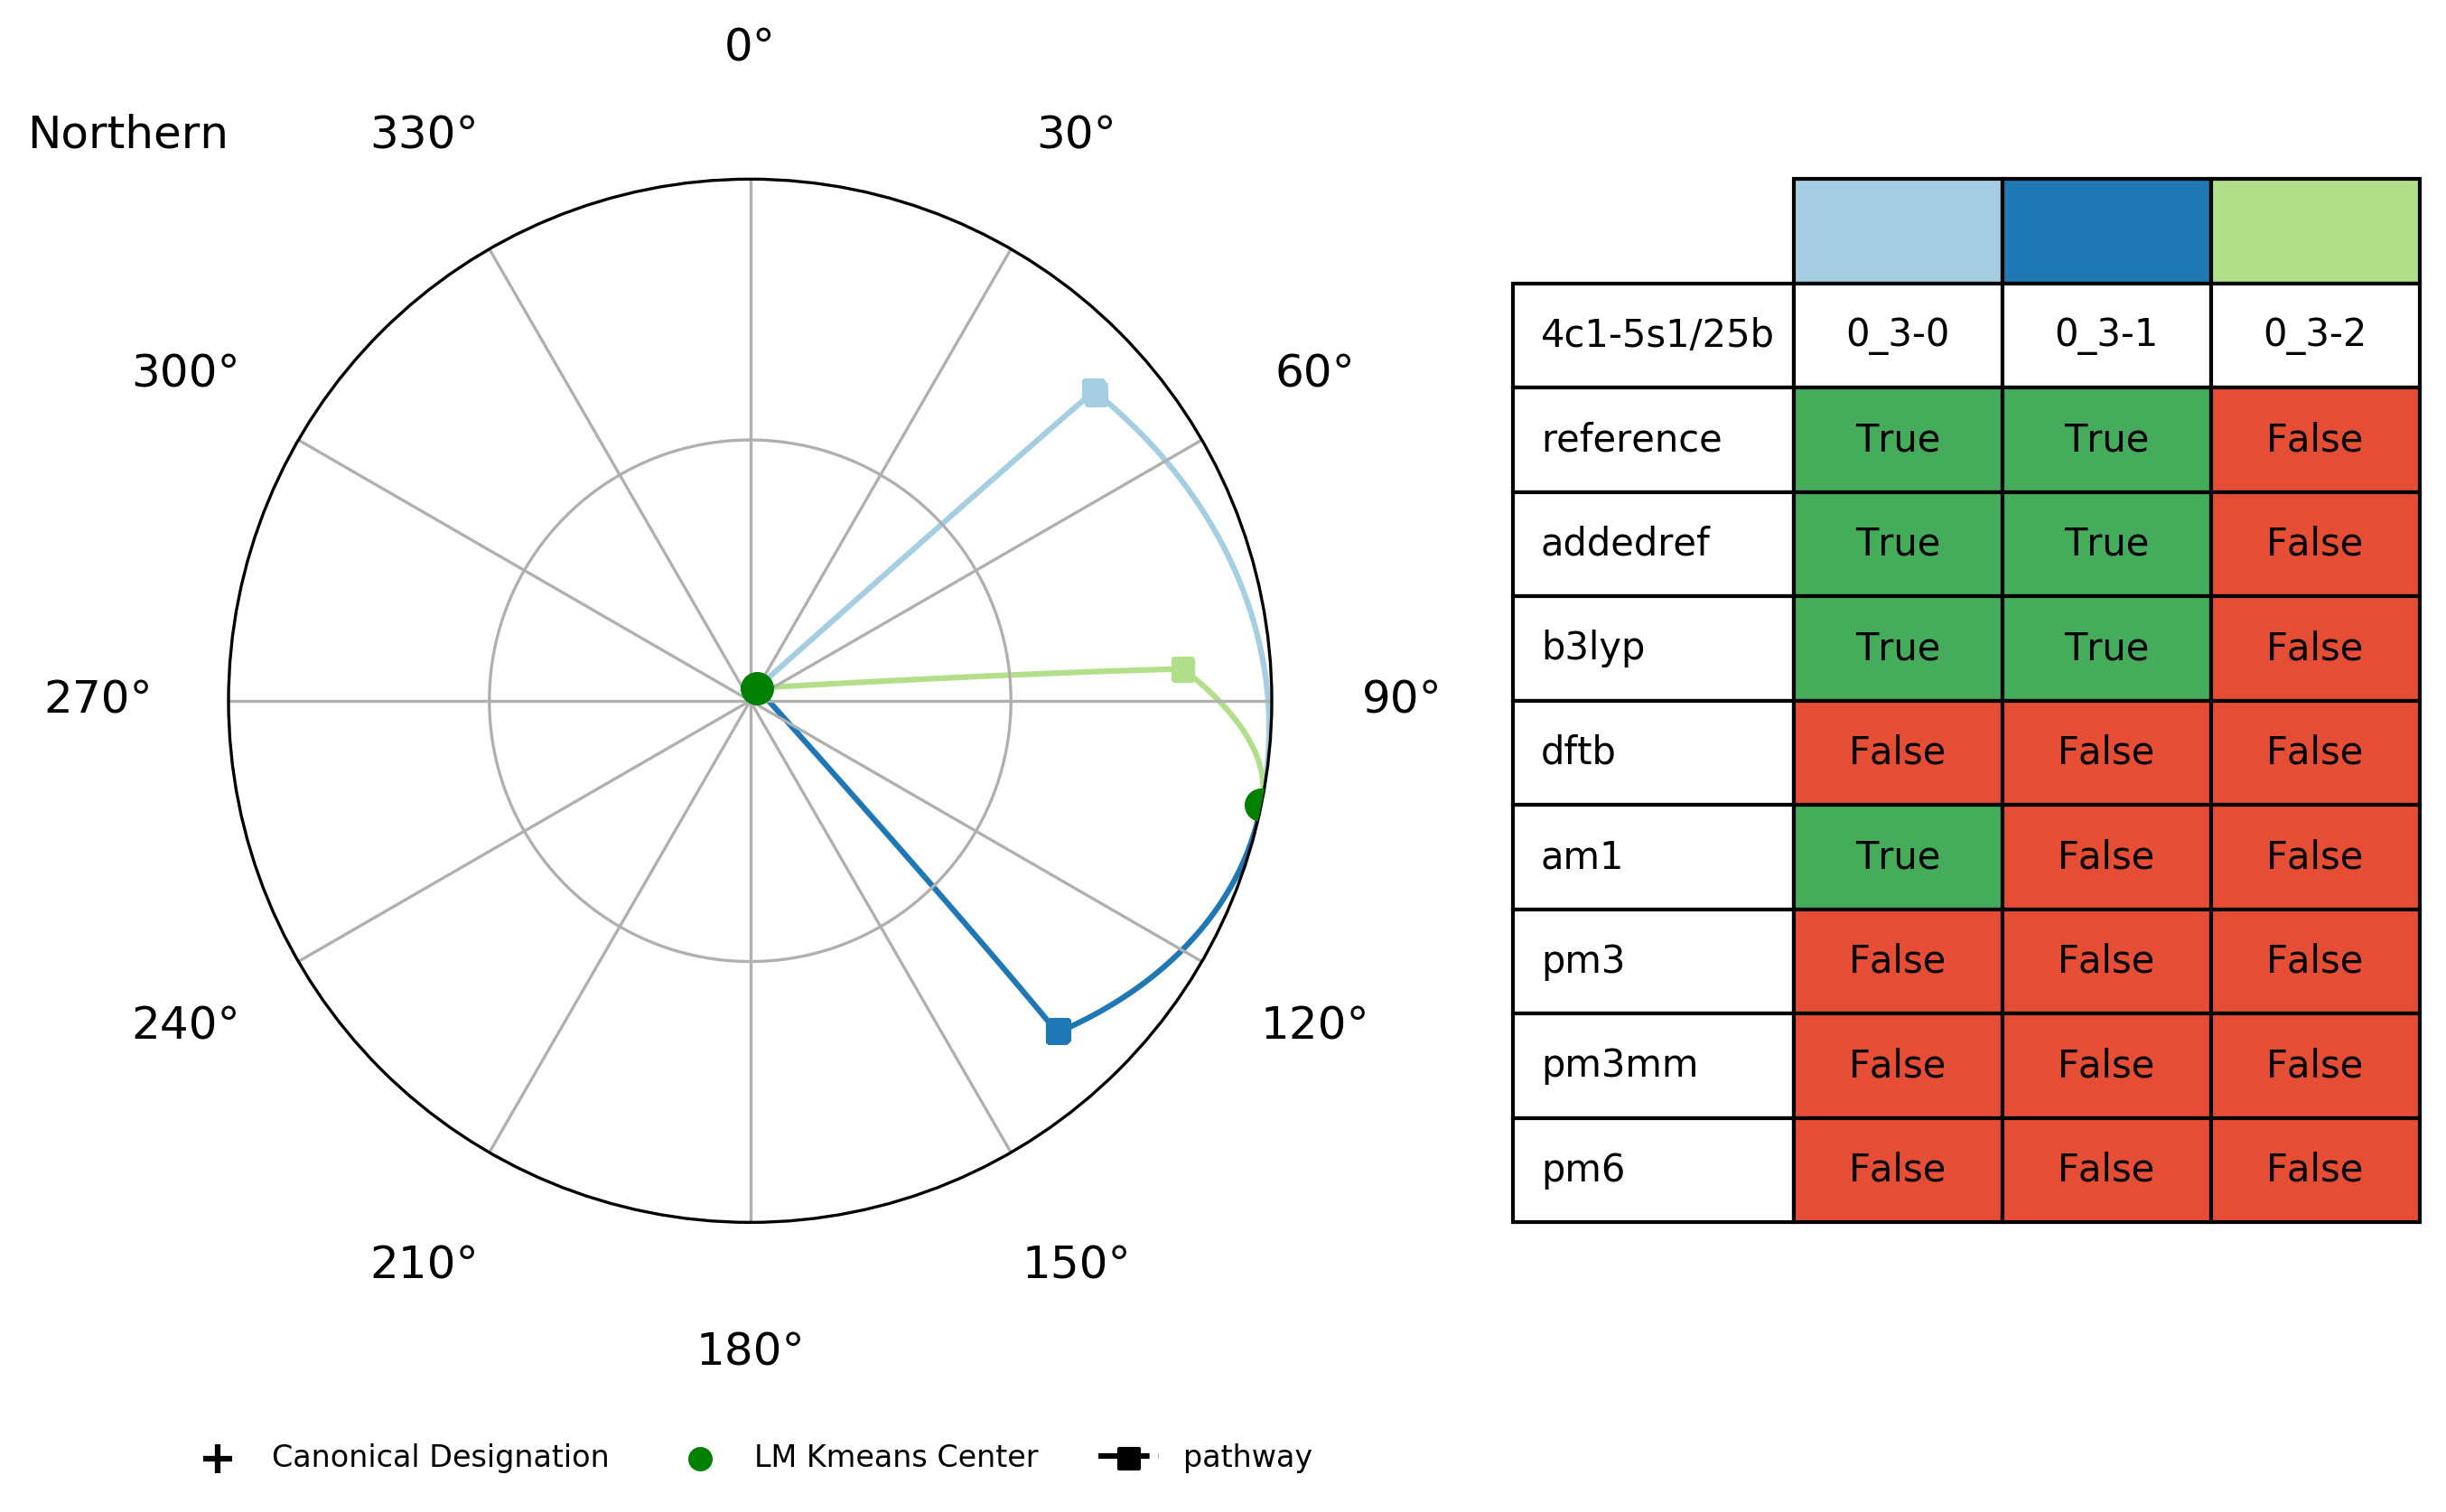 0°
Northern
330°
30°
300°
60°
270°
90°
240°
120°
210°
150°
180°
Canonical Designation
LM Kmeans Center
pathway
4c1-5s1/25b 0_3-0 0_3-1 0_3-2
reference True True False
addedref True True False
b3lyp True True False
dftb False False False
am1 True False False
pm3 False False False
pm3mm False False False
pm6 False False False